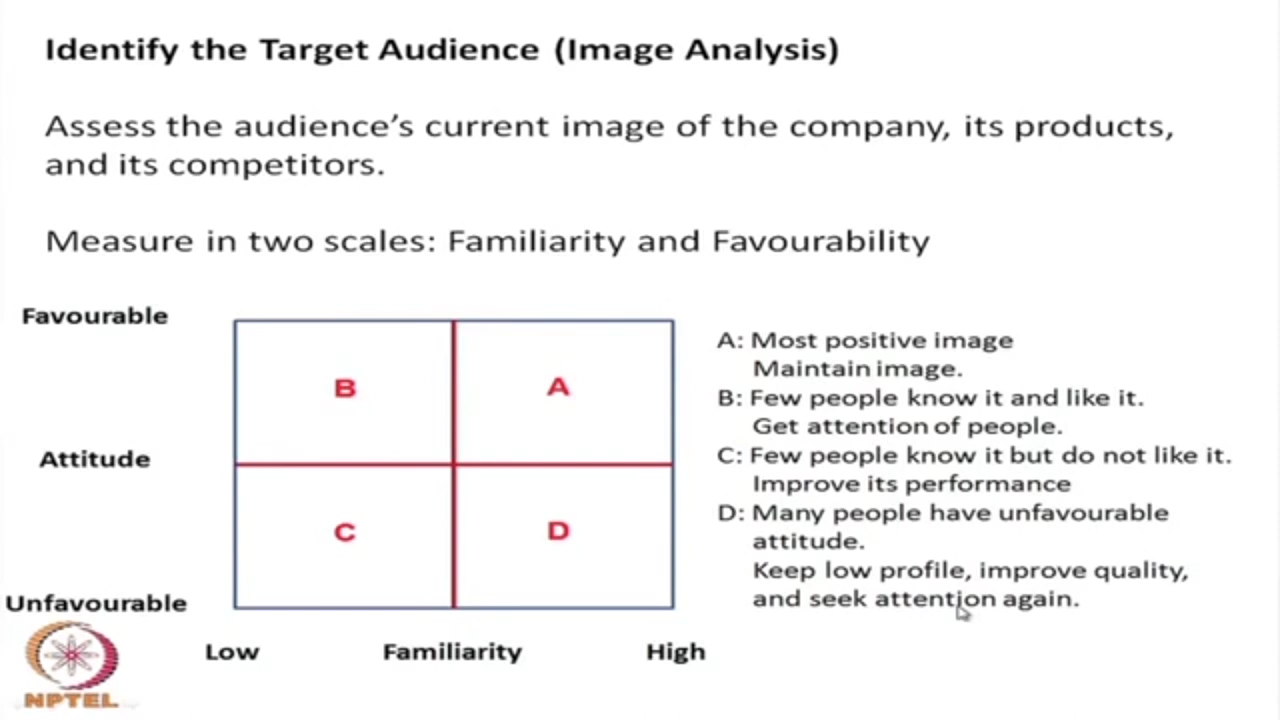 Identify the Target Audience (Image Analysis)
Assess the audience's current image of the company, its products,
and its competitors.
Measure in two scales: Familiarity and Favourability
Favourable
B
A
Attitude
C
D
Unfavourable
Low
Familiarity
High
A: Most positive image
Maintain image.
B: Few people know it and like it.
Get attention of people.
C: Few people know it but do not like it.
Improve its performance
D: Many people have unfavourable
attitude.
Keep low profile, improve quality,
and seek attention again.
NPTEL